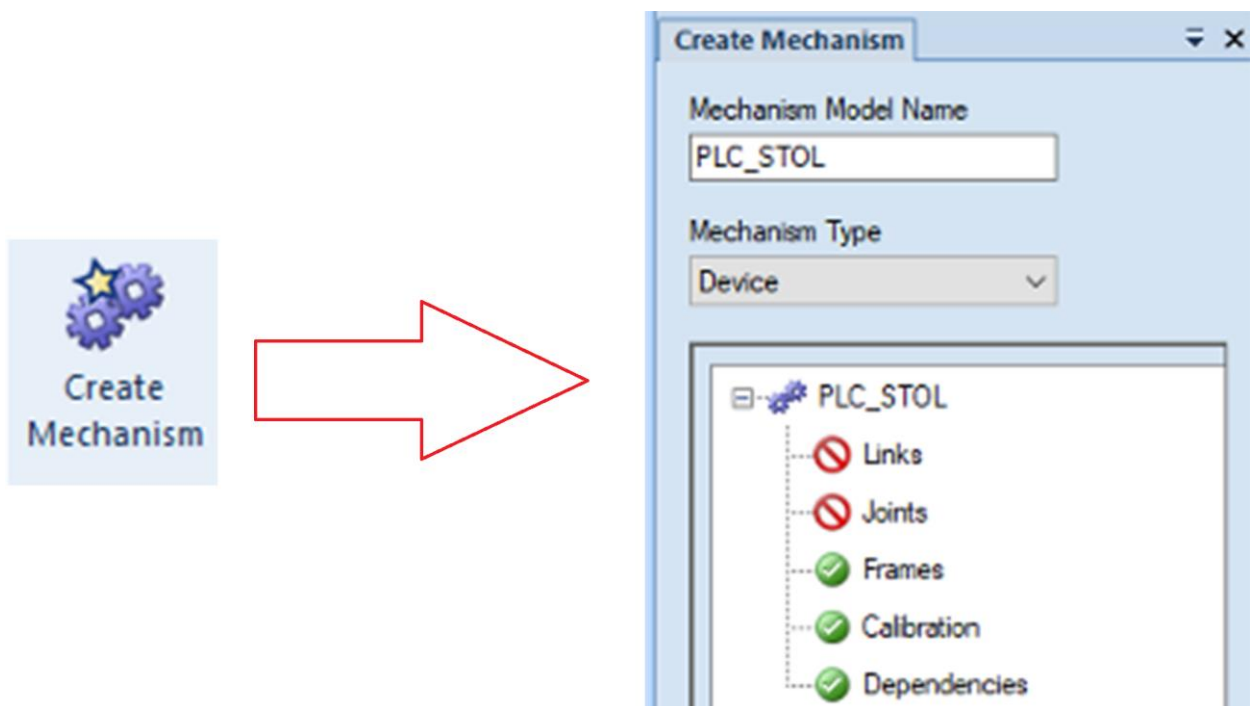 Create
Mechanism
Create Mechanism
Mechanism Model Name
PLC_STOL
Mechanism Type
Device
PLC_STOL
Links
Joints
Frames
Calibration
Dependencies